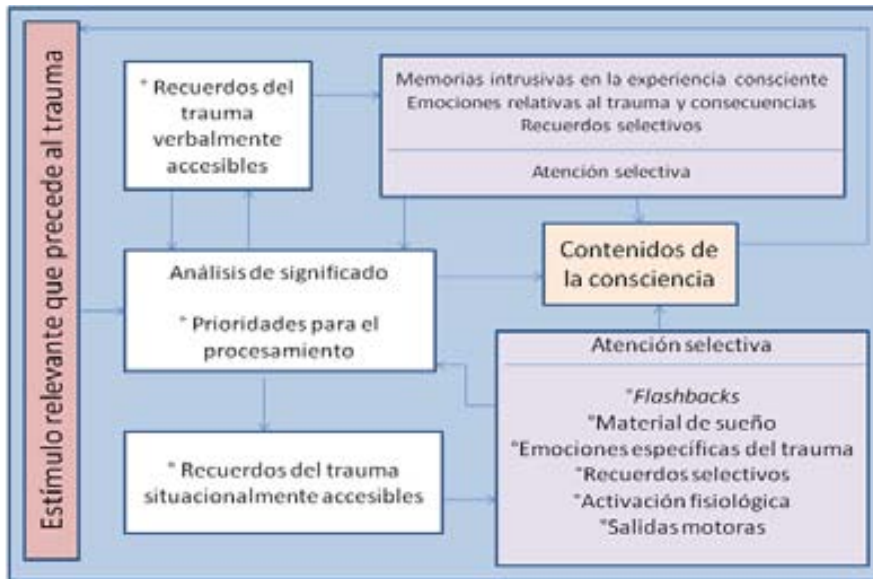 Estímulo relevante que precede al trauma
° Recuerdos del
trauma
verbalmente
accesibles
Memorias intrusivas en la experiencia consciente
Emociones relativas al trauma y consecuencias
Recuerdos selectivos
Atención selectiva
Análisis de significado
° Prioridades para el
procesamiento
Contenidos de
la consciencia
° Recuerdos del trauma
situacionalmente accesibles
Atención selectiva
°Flashbacks
°Material de sueño
°Emociones específicas del trauma
°Recuerdos selectivos
°Activación fisiológica
°Salidas motoras